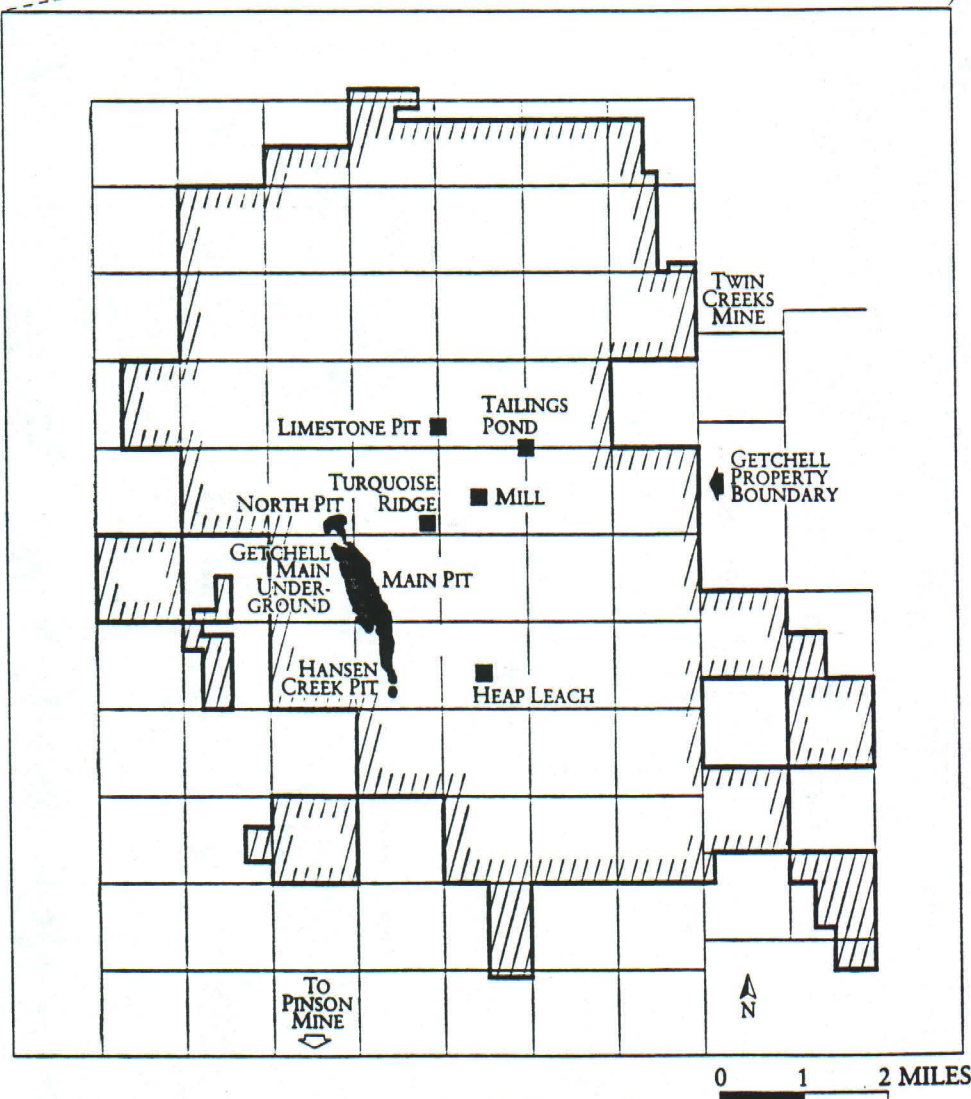 TWIN
CREEKS
MINE
TAILINGS
POND
LIMESTONE PIT
GETCHELL
PROPERTY
BOUNDARY
TURQUOISE
RIDGE
MILL
NORTH PIT
GETCHELL
MAIN
UNDER-
GROUND
MAIN PIT
HANSEN
CREEK PIT
HEAP LEACH
TO
PINSON
MINE
N
0 1 2 MILES